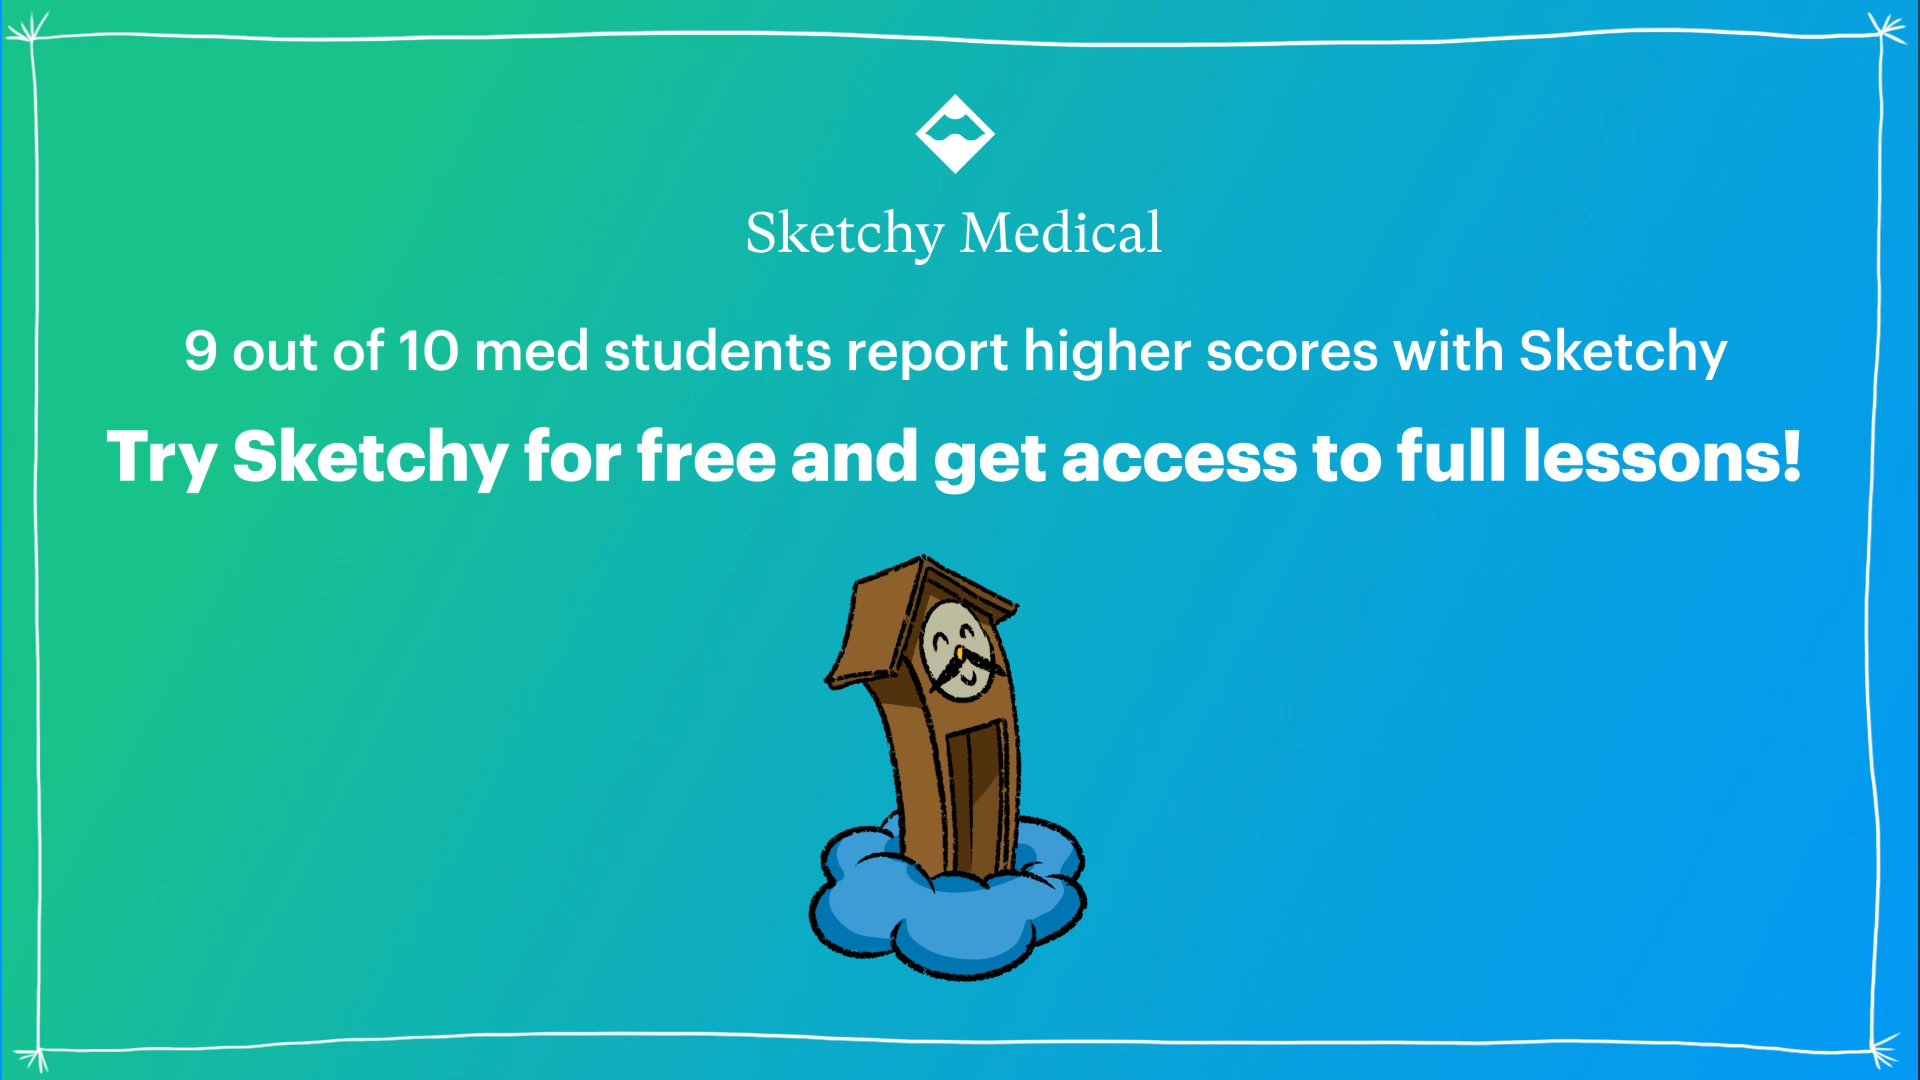 Sketchy Medical
9 out of 10 med students report higher scores with Sketchy
Try Sketchy for free and get access to full lessons!